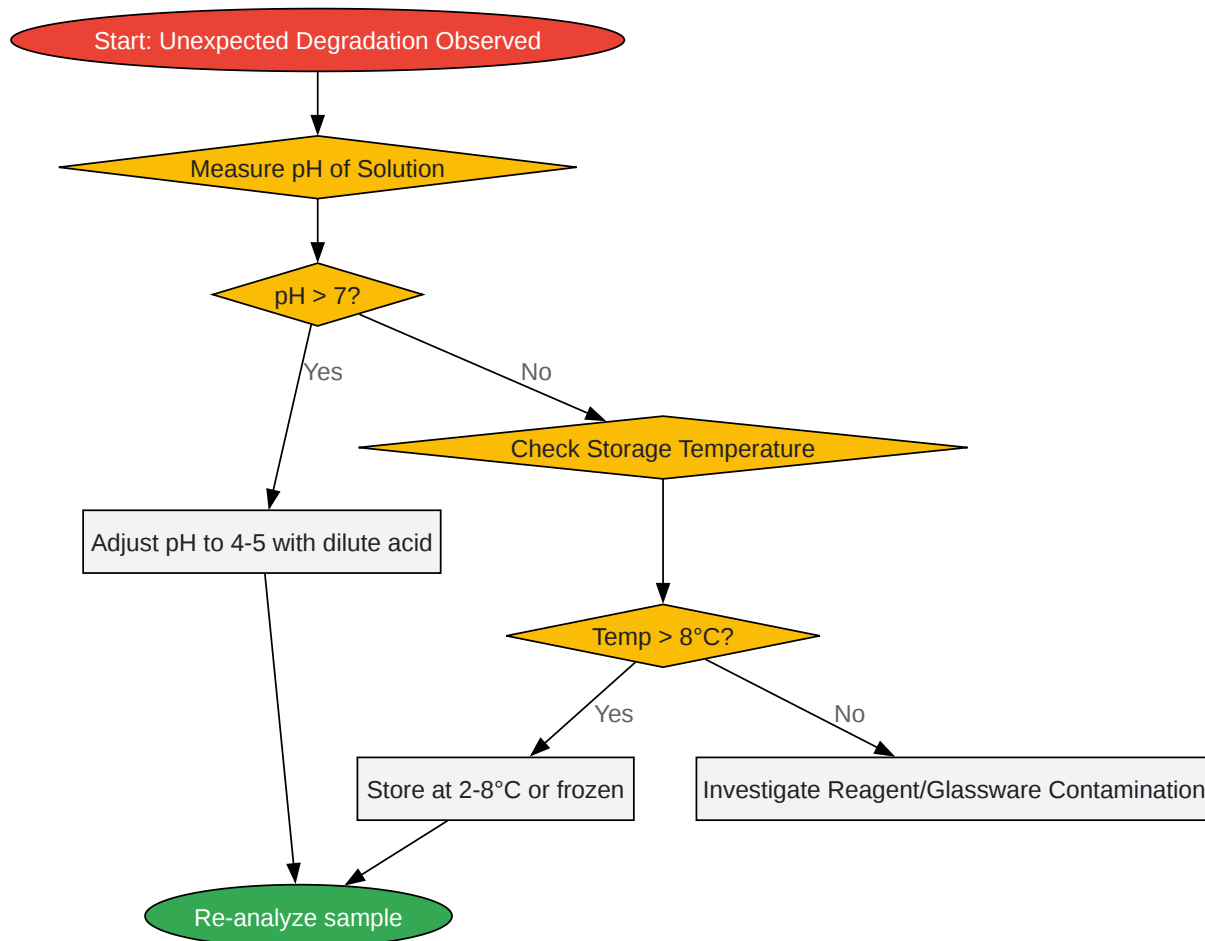 Start: Unexpected Degradation Observed
Measure pH of Solution
pH > 7?
Yes
No
Check Storage Temperature
Adjust pH to 4-5 with dilute acid
Temp > 8°C?
Yes
No
Store at 2-8°C or frozen
Investigate Reagent/Glassware Contamination
Re-analyze sample